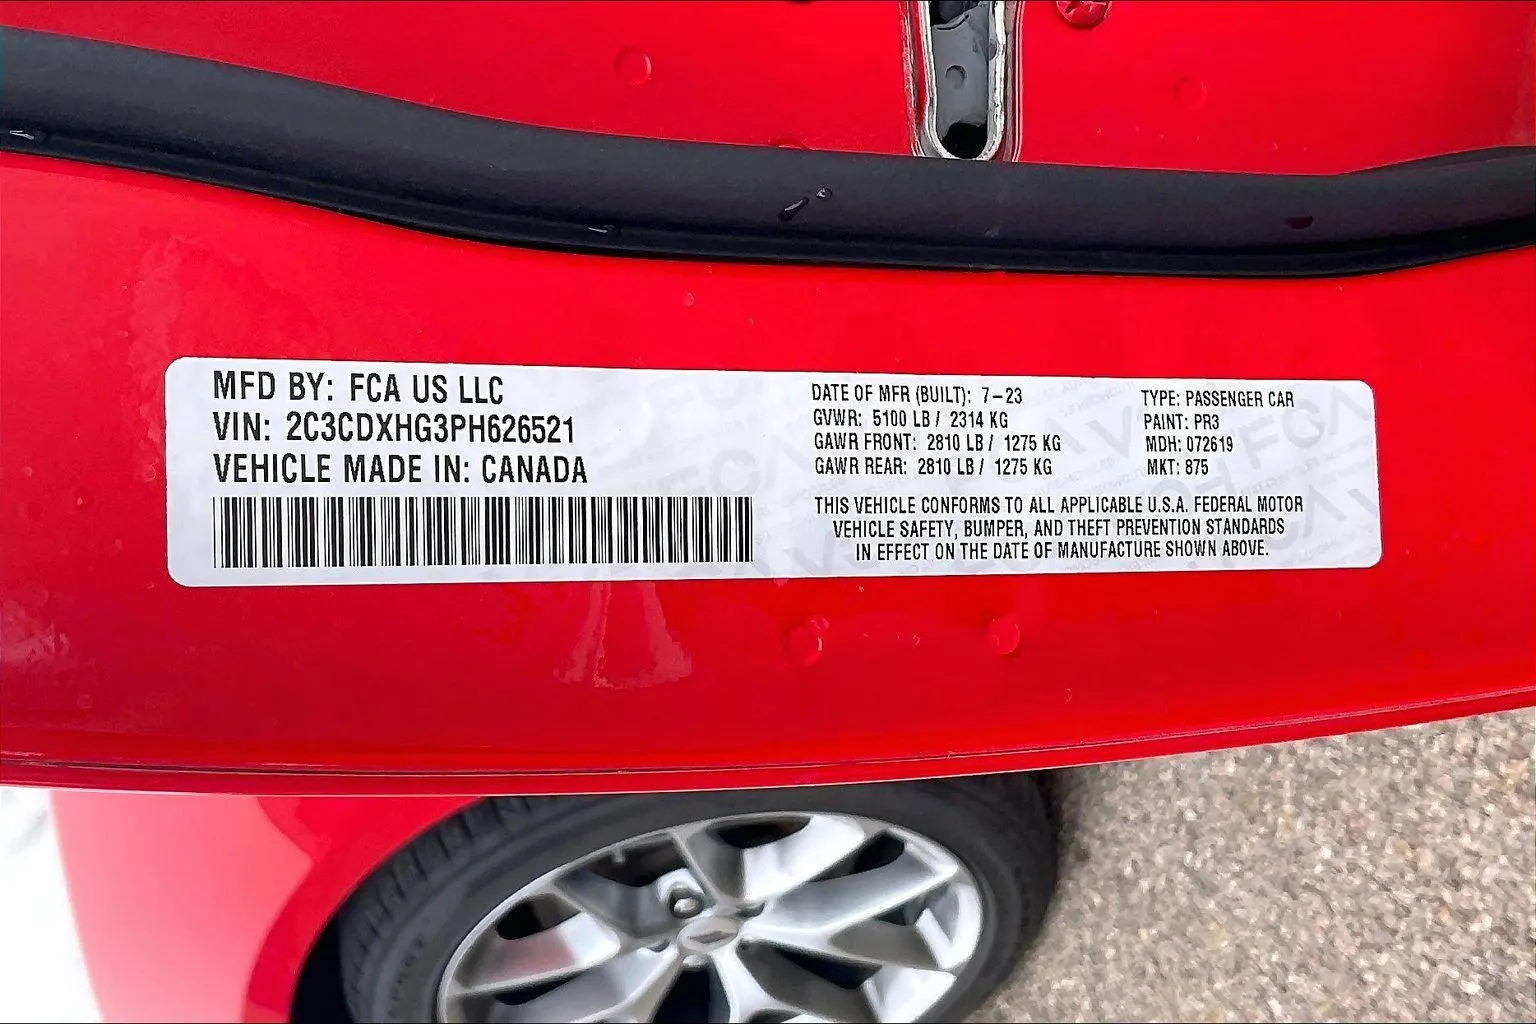 MFD BY: FCA US LLC
VIN: 2C3CDXHG3PH626521
VEHICLE MADE IN: CANADA
DATE OF MFR (BUILT): 7-23
GVWR: 5100 LB / 2314 KG
GAWR FRONT: 2810 LB / 1275 KG
GAWR REAR: 2810 LB / 1275 KG
TYPE: PASSENGER CAR
PAINT: PR3
MDH: 072619
MKT: 875
THIS VEHICLE CONFORMS TO ALL APPLICABLE U.S.A. FEDERAL MOTOR
VEHICLE SAFETY, BUMPER, AND THEFT PREVENTION STANDARDS
IN EFFECT ON THE DATE OF MANUFACTURE SHOWN ABOVE.